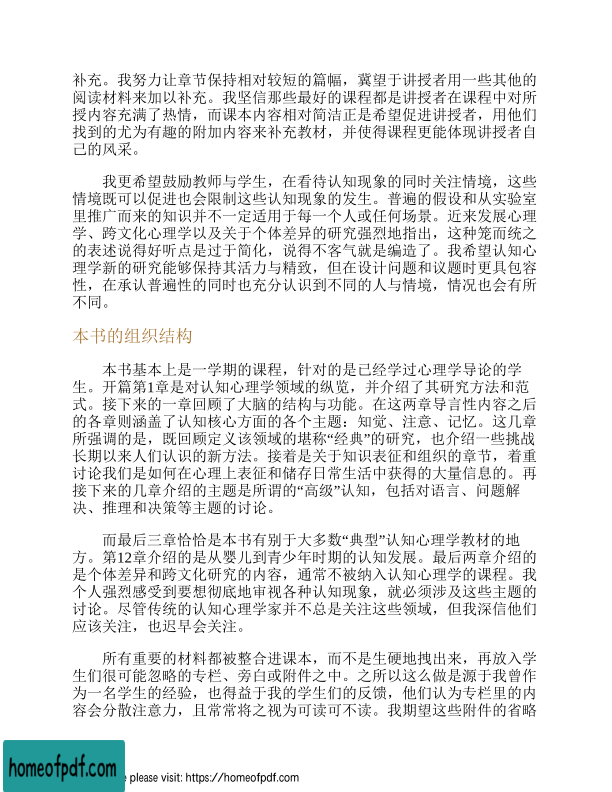 补充。我努力让章节保持相对较短的篇幅，冀望于讲授者用一些其他的
阅读材料来加以补充。我坚信那些最好的课程都是讲授者在课程中对所
授内容充满了热情，而课本内容相对简洁正是希望促进讲授者，用他们
找到的尤为有趣的附加内容来补充教材，并使得课程更能体现讲授者自
己的风采。
我更希望鼓励教师与学生，在看待认知现象的同时关注情境，这些
情境既可以促进也会限制这些认知现象的发生。普遍的假设和从实验室
里推广而来的知识并不一定适用于每一个人或任何场景。近来发展心理
学、跨文化心理学以及关于个体差异的研究强烈地指出，这种笼而统之
的表述说得好听点是过于简化，说得不客气就是编造了。我希望认知心
理学新的研究能够保持其活力与精致，但在设计问题和议题时更具包容
性，在承认普遍性的同时也充分认识到不同的人与情境，情况也会有所
不同。
本书的组织结构
本书基本上是一学期的课程，针对的是已经学过心理学导论的学
生。开篇第1章是对认知心理学领域的纵览，并介绍了其研究方法和范
式。接下来的一章回顾了大脑的结构与功能。在这两章导言性内容之后
的各章则涵盖了认知核心方面的各个主题：知觉、注意、记忆。这几章
所强调的是，既回顾定义该领域的堪称“经典”的研究，也介绍一些挑战
长期以来人们认识的新方法。接着是关于知识表征和组织的章节，着重
讨论我们是如何在心理上表征和储存日常生活中获得的大量信息的。再
接下来的几章介绍的主题是所谓的“高级”认知，包括对语言、问题解
决、推理和决策等主题的讨论。
而最后三章恰恰是本书有别于大多数“典型”认知心理学教材的地
方。第12章介绍的是从婴儿到青少年时期的认知发展。最后两章介绍的
是个体差异和跨文化研究的内容，通常不被纳入认知心理学的课程。我
个人强烈感受到要想彻底地审视各种认知现象，就必须涉及这些主题的
讨论。尽管传统的认知心理学家并不总是关注这些领域，但我深信他们
应该关注，也迟早会关注。
所有重要的材料都被整合进课本，而不是生硬地拽出来，再放入学
生们很可能忽略的专栏、旁白或附件之中。之所以这么做是源于我曾作
为一名学生的经验，也得益于我的学生们的反馈，他们认为专栏里的内
容会分散注意力，且常常将之视为可读可不读。我期望这些附件的省略
homeofpdf.com
e please visit: https://homeofpdf.com